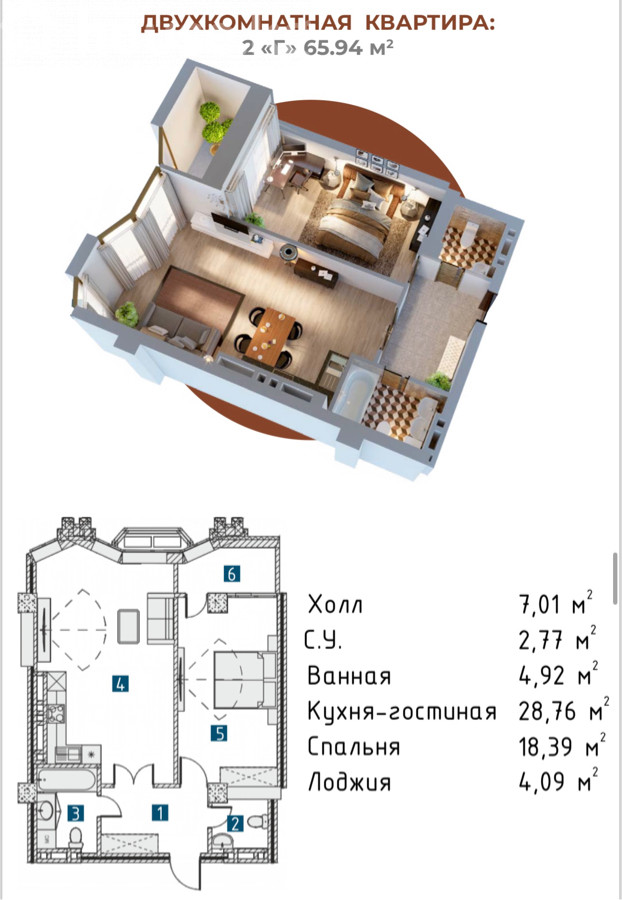 ДВУХКОМНАТНАЯ КВАРТИРА:
2 «Г» 65.94 м²
6
4
5
3
1
2
Холл 7,01 м²
С.У. 2,77 м²
Ванная 4,92 м²
Кухня-гостиная 28,76 м²
Спальня 18,39 м²
Лоджия 4,09 м²